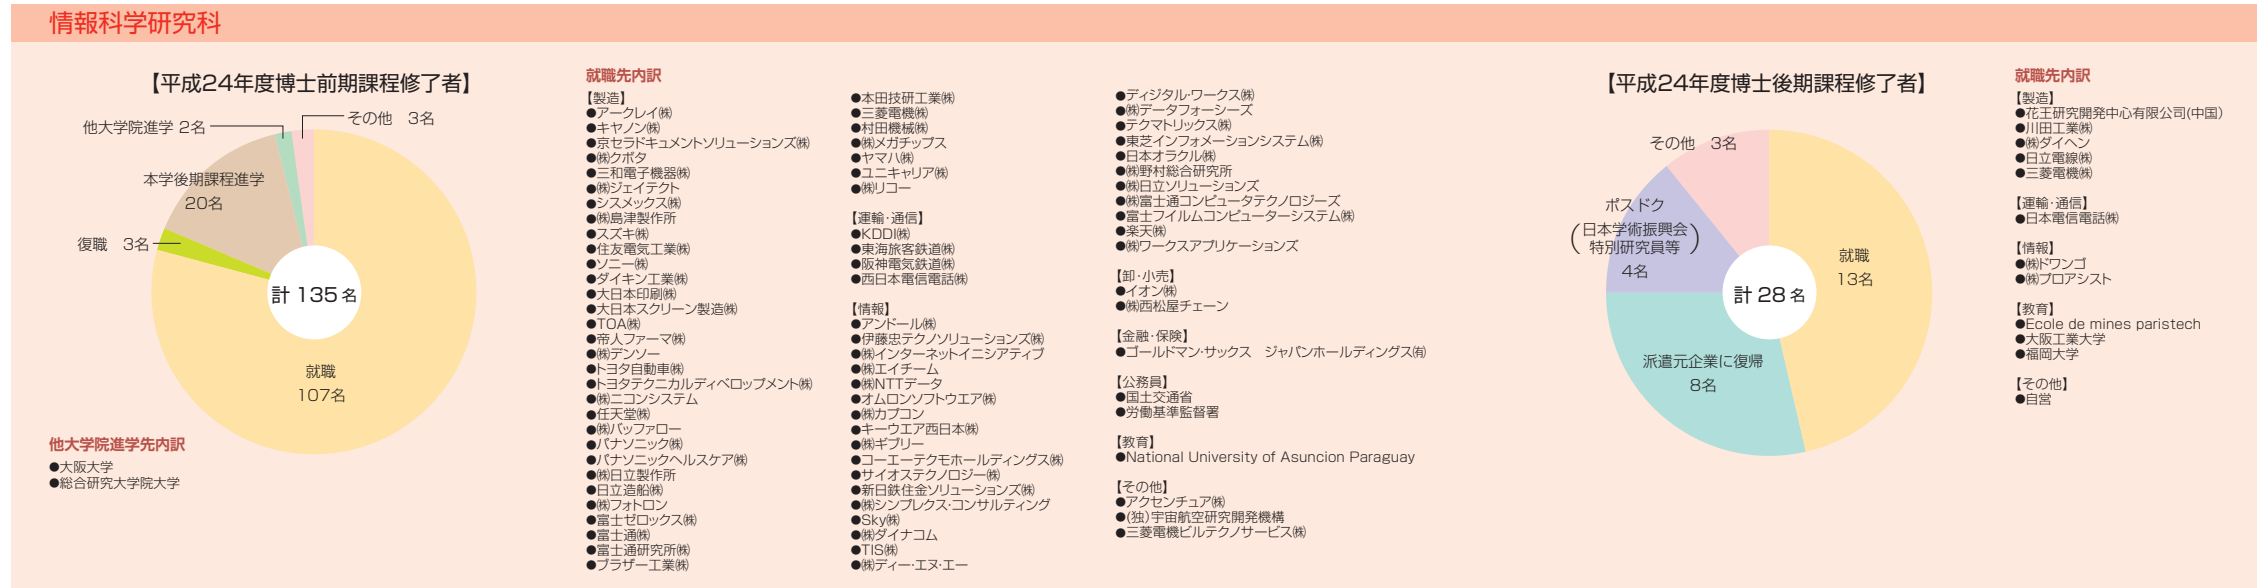 情報科学研究科
【平成24年度博士前期課程修了者】
その他　3名
他大学院進学 2名
本学後期課程進学
20名
復職　3名
計 135 名
就職
107名
他大学院進学先内訳
●大阪大学
●総合研究大学院大学
就職先内訳
【製造】
●アークレイ㈱
●キヤノン㈱
●京セラドキュメントソリューションズ㈱
●㈱クボタ
●三和電子機器㈱
●㈱ジェイテクト
●シスメックス㈱
●㈱島津製作所
●スズキ㈱
●住友電気工業㈱
●ソニー㈱
●ダイキン工業㈱
●大日本印刷㈱
●大日本スクリーン製造㈱
●TOA㈱
●帝人ファーマ㈱
●㈱デンソー
●トヨタ自動車㈱
●トヨタテクニカルディベロップメント㈱
●㈱ニコンシステム
●任天堂㈱
●㈱バッファロー
●パナソニック㈱
●パナソニックヘルスケア㈱
●㈱日立製作所
●日立造船㈱
●㈱フォトロン
●富士ゼロックス㈱
●富士通㈱
●富士通研究所㈱
●ブラザー工業㈱
●本田技研工業㈱
●三菱電機㈱
●村田機械㈱
●㈱メガチップス
●ヤマハ㈱
●ユニキャリア㈱
●㈱リコー
【運輸・通信】
●KDDI㈱
●東海旅客鉄道㈱
●阪神電気鉄道㈱
●西日本電信電話㈱
【情報】
●アンドール㈱
●伊藤忠テクノソリューションズ㈱
●㈱インターネットイニシアティブ
●㈱エイチーム
●㈱NTTデータ
●オムロンソフトウエア㈱
●㈱カプコン
●キーウエア西日本㈱
●㈱ギブリー
●コーエーテクモホールディングス㈱
●サイオステクノロジー㈱
●新日鉄住金ソリューションズ㈱
●㈱シンプレクス・コンサルティング
●Sky㈱
●㈱ダイナコム
●TIS㈱
●㈱ディー・エヌ・エー
●ディジタル・ワークス㈱
●㈱データフォーシーズ
●テクマトリックス㈱
●東芝インフォメーションシステム㈱
●日本オラクル㈱
●㈱野村総合研究所
●㈱日立ソリューションズ
●㈱富士通コンピュータテクノロジーズ
●富士フイルムコンピューターシステム㈱
●楽天㈱
●㈱ワークスアプリケーションズ
【卸・小売】
●イオン㈱
●㈱西松屋チェーン
【金融・保険】
●ゴールドマン・サックス　ジャパンホールディングス㈲
【公務員】
●国土交通省
●労働基準監督署
【教育】
●National University of Asuncion Paraguay
【その他】
●アクセンチュア㈱
●(独)宇宙航空研究開発機構
●三菱電機ビルテクノサービス㈱
【平成24年度博士後期課程修了者】
その他　3名
ポスドク
(日本学術振興会
特別研究員等)
4名
就職
13名
計 28 名
派遣元企業に復帰
8名
就職先内訳
【製造】
●花王研究開発中心有限公司(中国)
●川田工業㈱
●㈱ダイヘン
●日立電線㈱
●三菱電機㈱
【運輸・通信】
●日本電信電話㈱
【情報】
●㈱ドワンゴ
●㈱プロアシスト
【教育】
●Ecole de mines paristech
●大阪工業大学
●福岡大学
【その他】
●自営